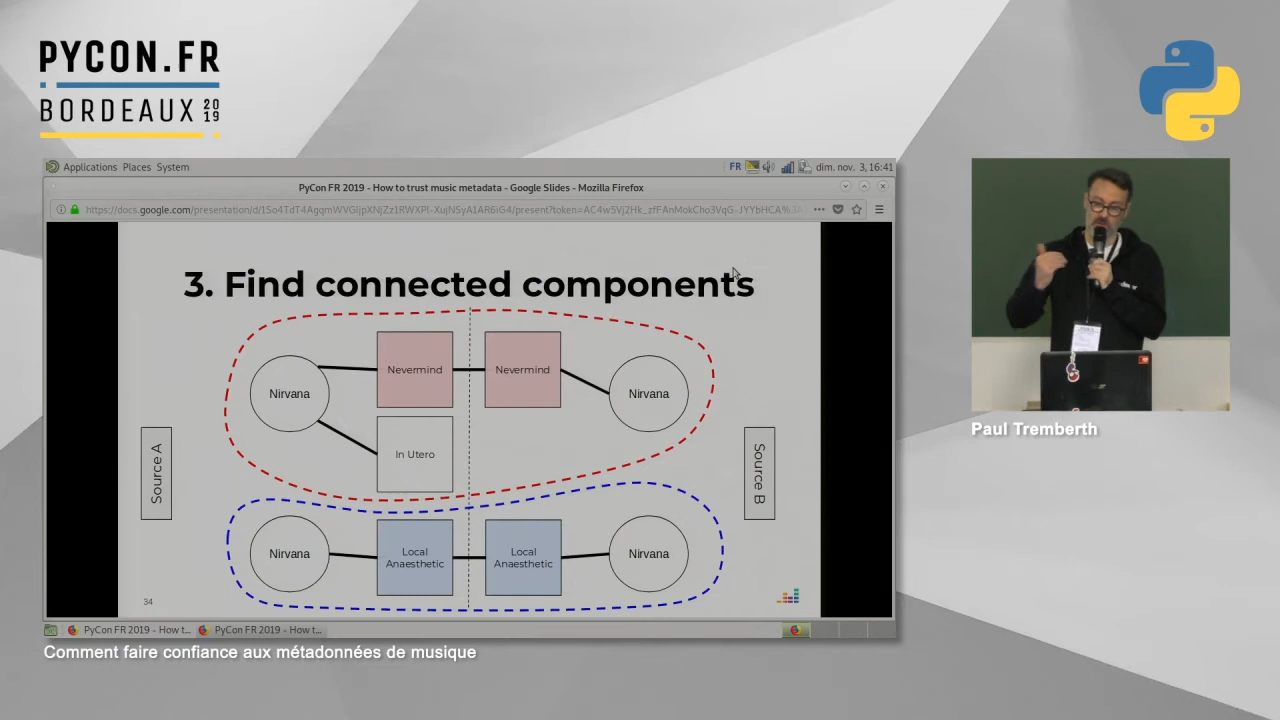 PYCON.FR
BORDEAUX 2019
Applications Places System
FR
dim. nov. 3, 16:41
PyCon FR 2019 - How to trust music metadata - Google Slides - Mozilla Firefox
3. Find connected components
Nirvana
Nevermind
Nevermind
Nirvana
In Utero
Source A
Source B
Nirvana
Local
Anaesthetic
Local
Anaesthetic
Nirvana
34
PyCon FR 2019 - How t...
PyCon FR 2019 - How t...
Paul Tremberth
Comment faire confiance aux métadonnées de musique